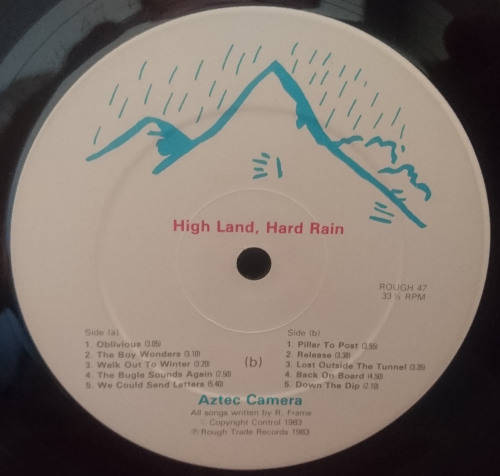 High Land, Hard Rain
ROUGH 47
33 ⅓ RPM
Side (a)
1. Oblivious (3.05)
2. The Boy Wonders (3.10)
3. Walk Out To Winter (3.20)
4. The Bugle Sounds Again (2.50)
5. We Could Send Letters (5.40)
(b)
Side (b)
1. Pillar To Post (3.55)
2. Release (3.38)
3. Lost Outside The Tunnel (3.35)
4. Back On Board (4.50)
5. Down The Dip (2.10)
Aztec Camera
All songs written by R. Frame
© Copyright Control 1983
℗ Rough Trade Records 1983